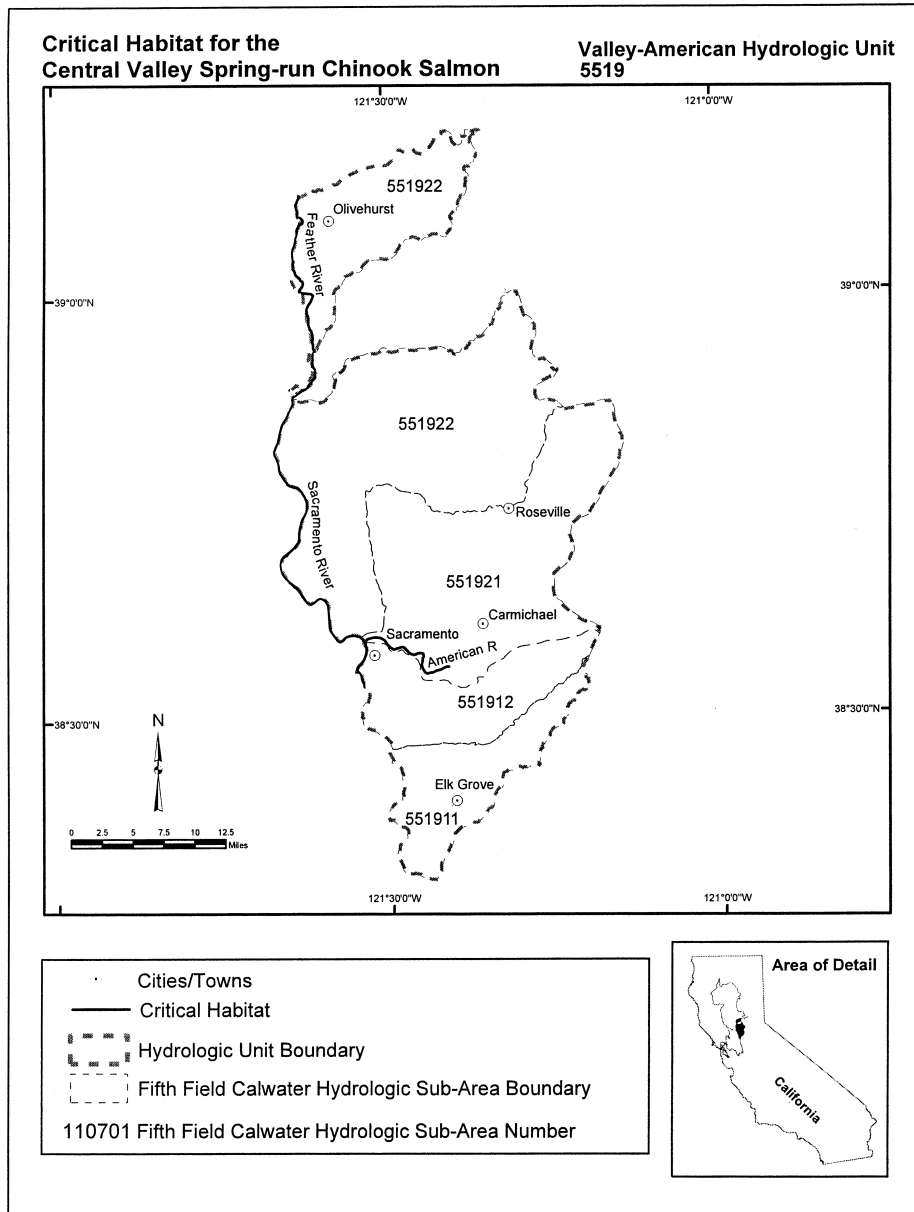 Critical Habitat for the
Central Valley Spring-run Chinook Salmon
Valley-American Hydrologic Unit
5519
121°30'0"W
121°0'0"W
551922
Olivehurst
Feather River
39°0'0"N
39°0'0"N
551922
Sacramento River
Roseville
551921
Carmichael
Sacramento
American R
551912
38°30'0"N
38°30'0"N
N
Elk Grove
551911
0 2.5 5 7.5 10 12.5
Miles
121°30'0"W
121°0'0"W
Cities/Towns
Critical Habitat
Hydrologic Unit Boundary
Fifth Field Calwater Hydrologic Sub-Area Boundary
110701 Fifth Field Calwater Hydrologic Sub-Area Number
Area of Detail
California